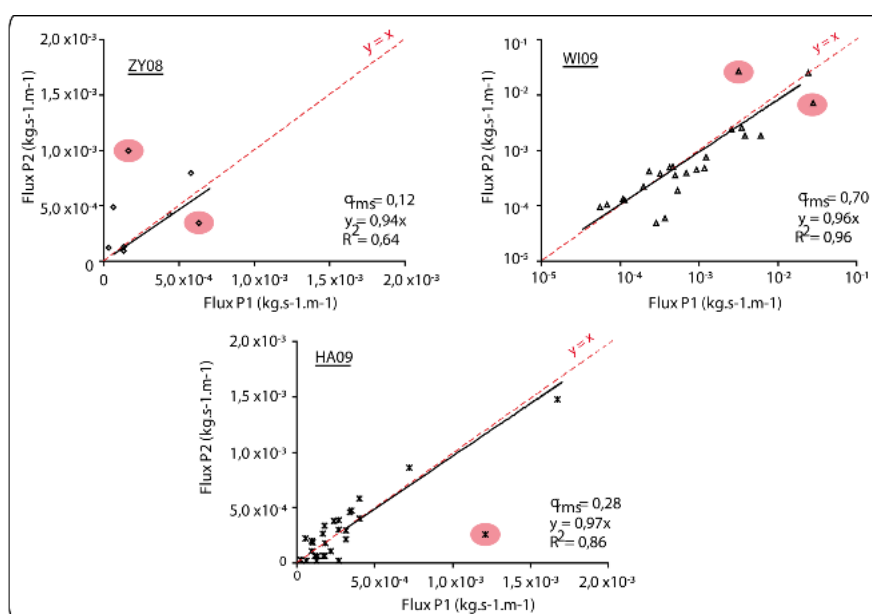 ZY08
y = x
Flux P2 (kg.s-1.m-1)
2,0 x10-3
1,5 x10-3
1,0 x10-3
5,0 x10-4
0
qrms = 0,12
y = 0,94x
R2 = 0,64
0
5,0 x10-4
1,0 x10-3
1,5 x10-3
2,0 x10-3
Flux P1 (kg.s-1.m-1)
WI09
y = x
Flux P2 (kg.s-1.m-1)
10-1
10-2
10-3
10-4
10-5
qrms = 0,70
y = 0,96x
R2 = 0,96
10-5
10-4
10-3
10-2
10-1
Flux P1 (kg.s-1.m-1)
HA09
y = x
Flux P2 (kg.s-1.m-1)
2,0 x10-3
1,5 x10-3
1,0 x10-3
5,0 x10-4
0
qrms = 0,28
y = 0,97x
R2 = 0,86
0
5,0 x10-4
1,0 x10-3
1,5 x10-3
2,0 x10-3
Flux P1 (kg.s-1.m-1)